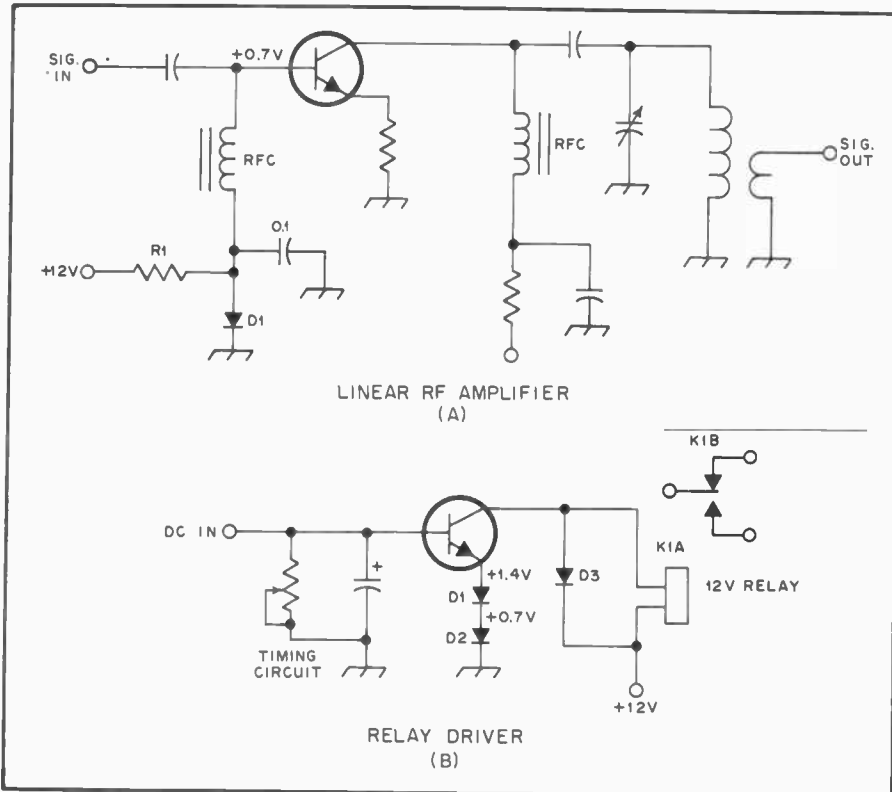 SIG.
IN
+0.7V
RFC
RFC
SIG.
OUT
0.1
R1
+12V
D1
LINEAR RF AMPLIFIER
(A)
K1B
DC IN
K1A
+
+1.4V
D3
12V RELAY
D1
+0.7V
D2
TIMING
CIRCUIT
+12V
RELAY DRIVER
(B)